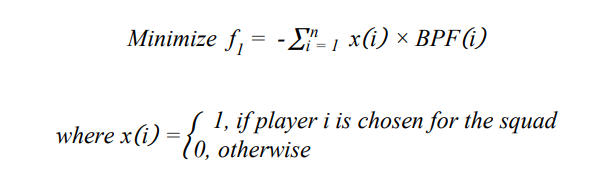 Minimize f₁ = -Σⁿᵢ₌₁ x(i) × BPF(i)
where x(i) = { 1, if player i is chosen for the squad
0, otherwise